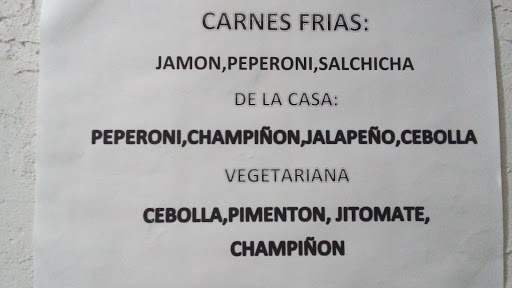 CARNES FRIAS:
JAMON,PEPERONI,SALCHICHA
DE LA CASA:
PEPERONI,CHAMPIÑON,JALAPEÑO,CEBOLLA
VEGETARIANA
CEBOLLA,PIMENTON, JITOMATE,
CHAMPIÑON